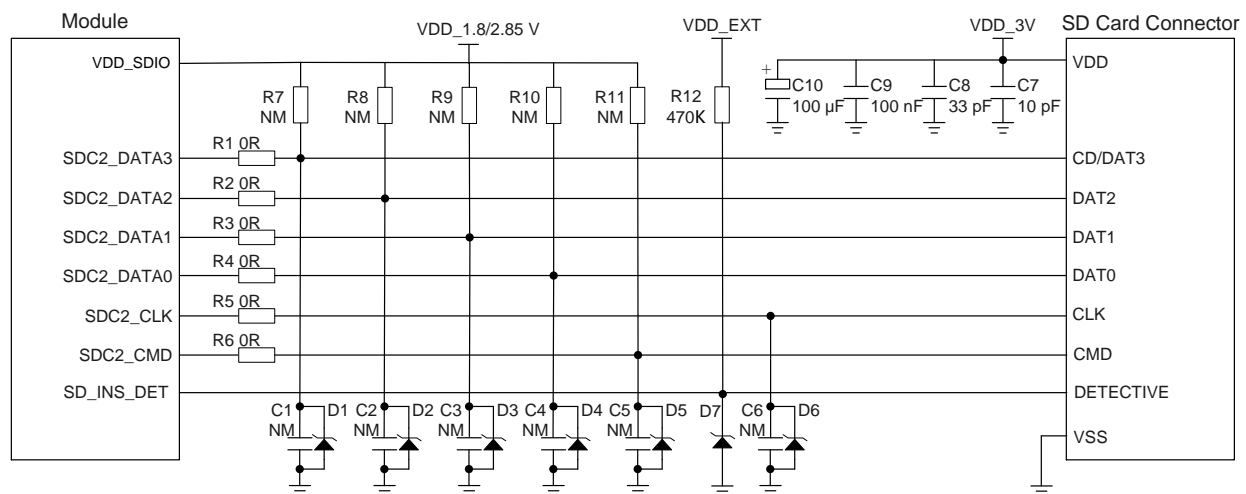 Module
VDD_1.8/2.85 V
VDD_EXT
VDD_3V
SD Card Connector
VDD_SDIO
VDD
R7
NM
R8
NM
R9
NM
R10
NM
R11
NM
R12
470K
+
C10
100 µF
C9
100 nF
C8
33 pF
C7
10 pF
SDC2_DATA3
R1 0R
CD/DAT3
SDC2_DATA2
R2 0R
DAT2
SDC2_DATA1
R3 0R
DAT1
SDC2_DATA0
R4 0R
DAT0
SDC2_CLK
R5 0R
CLK
SDC2_CMD
R6 0R
CMD
SD_INS_DET
DETECTIVE
C1
NM
D1
C2
NM
D2
C3
NM
D3
C4
NM
D4
C5
NM
D5
D7
C6
NM
D6
VSS